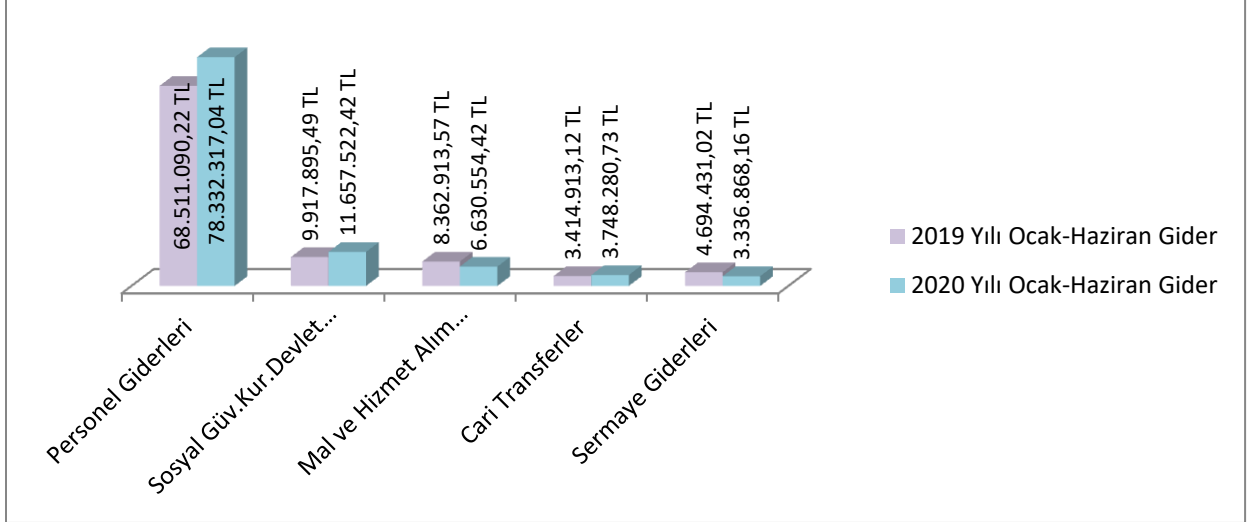 68.511.090,22 TL
78.332.317,04 TL
9.917.895,49 TL
11.657.522,42 TL
8.362.913,57 TL
6.630.554,42 TL
3.414.913,12 TL
3.748.280,73 TL
4.694.431,02 TL
3.336.868,16 TL
Personel Giderleri
Sosyal Güv.Kur.Devlet...
Mal ve Hizmet Alım...
Cari Transferler
Sermaye Giderleri
2019 Yılı Ocak-Haziran Gider
2020 Yılı Ocak-Haziran Gider